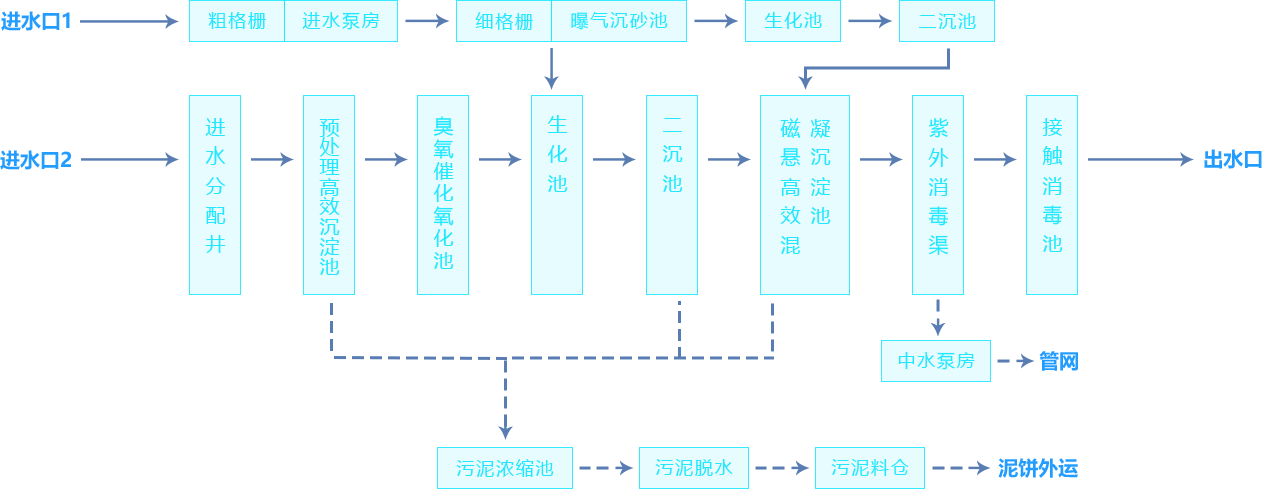 进水口1
粗格栅
进水泵房
细格栅
曝气沉砂池
生化池
二沉池
进水口2
进水分配井
预处理高效沉淀池
臭氧催化氧化池
生化池
二沉池
磁悬高效混
凝沉淀池
紫外消毒渠
接触消毒池
出水口
中水泵房
管网
污泥浓缩池
污泥脱水
污泥料仓
泥饼外运